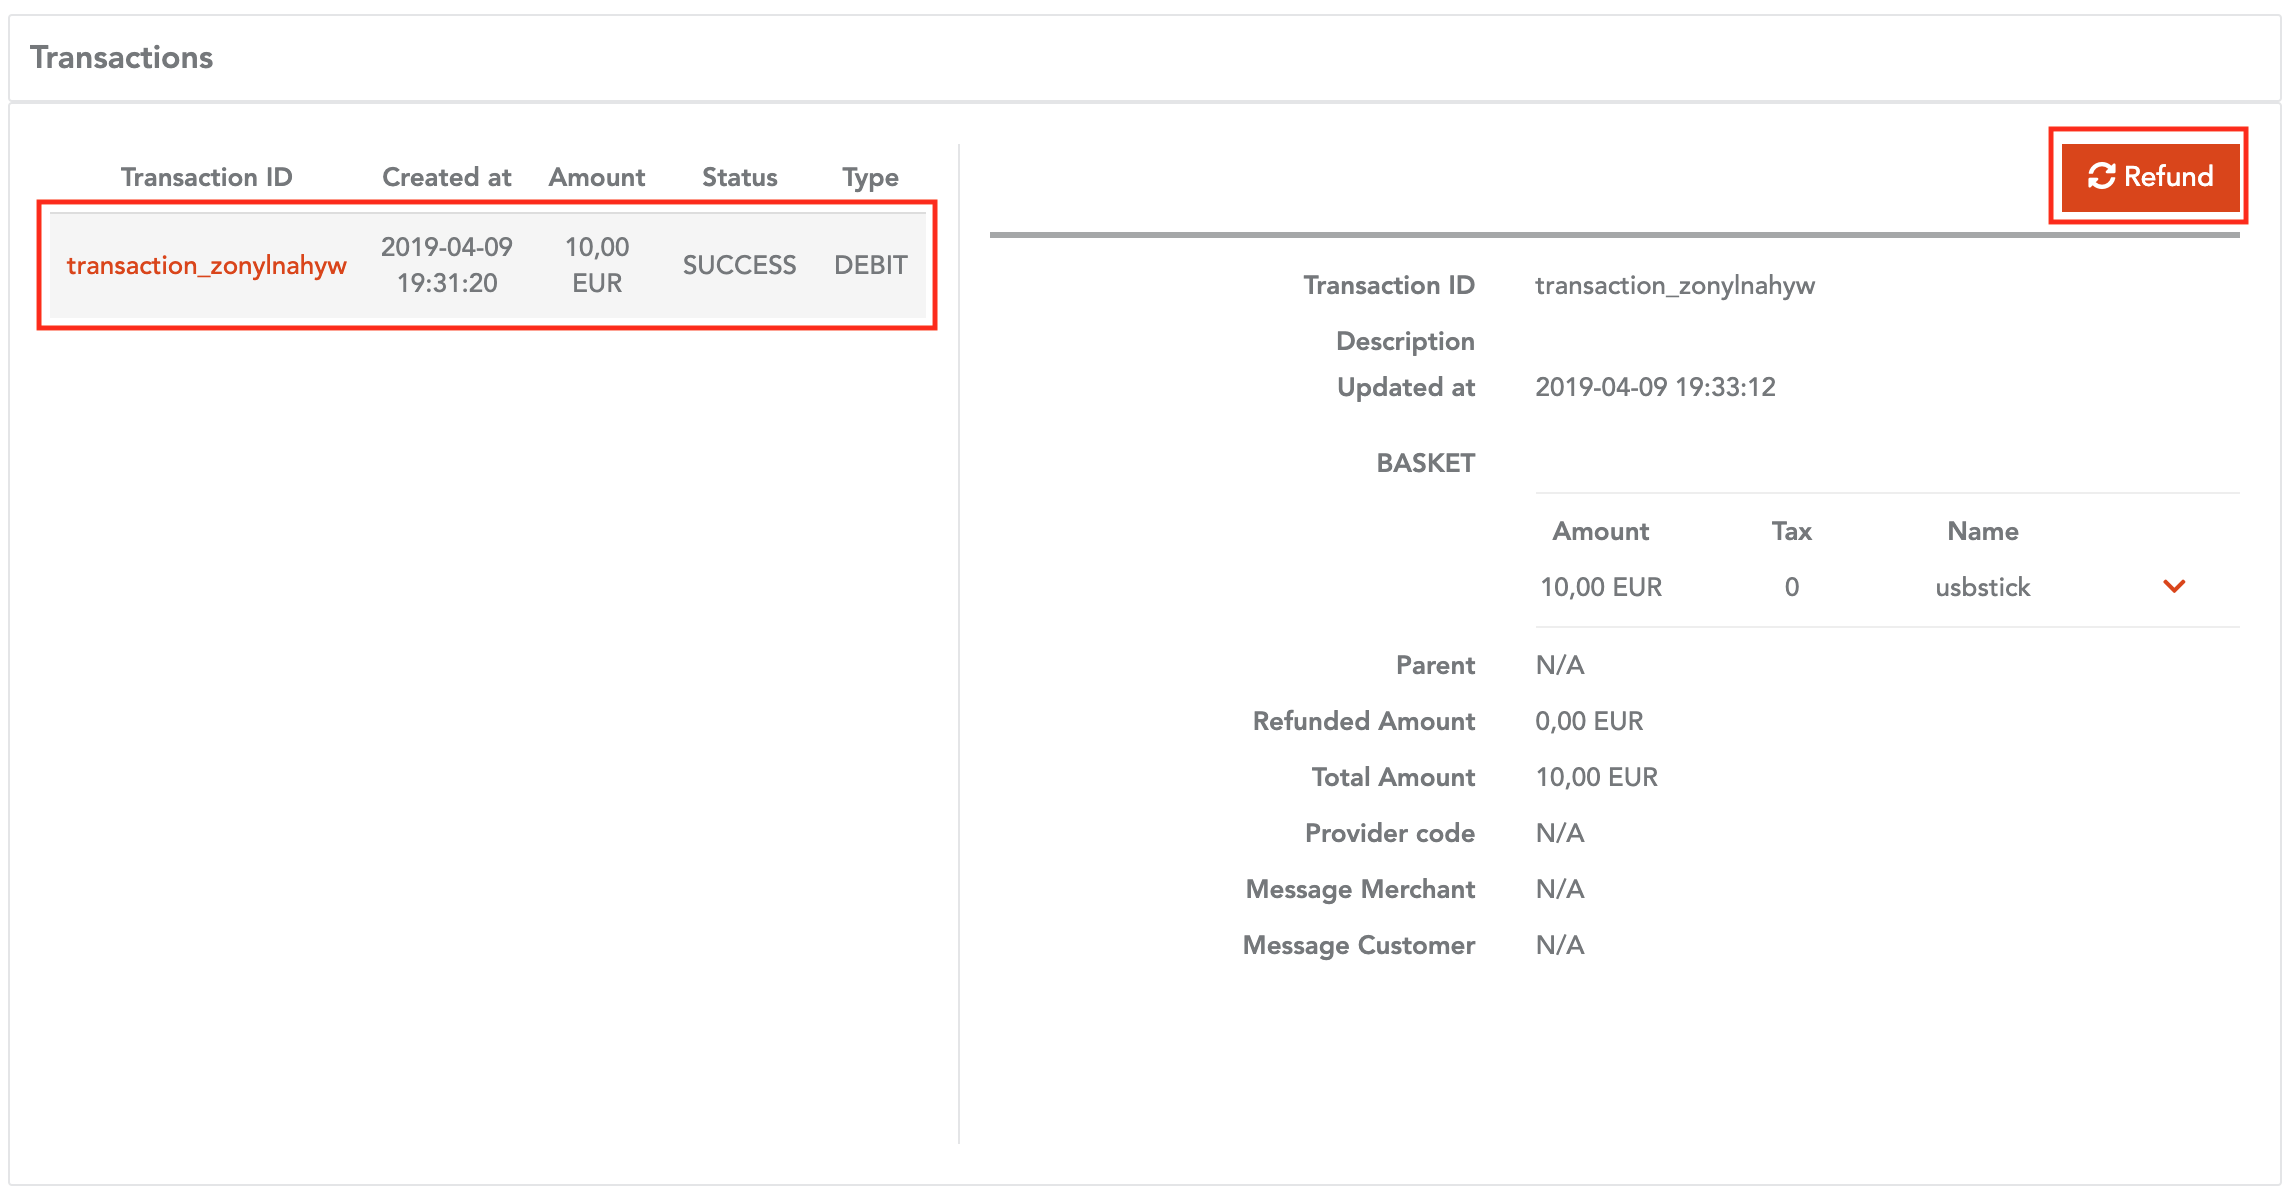 Transactions
Transaction ID Created at Amount Status Type
transaction_zonylnahyw 2019-04-09 19:31:20 10,00 EUR SUCCESS DEBIT
Refund
Transaction ID transaction_zonylnahyw
Description
Updated at 2019-04-09 19:33:12
BASKET
Amount Tax Name
10,00 EUR 0 usbstick
Parent N/A
Refunded Amount 0,00 EUR
Total Amount 10,00 EUR
Provider code N/A
Message Merchant N/A
Message Customer N/A